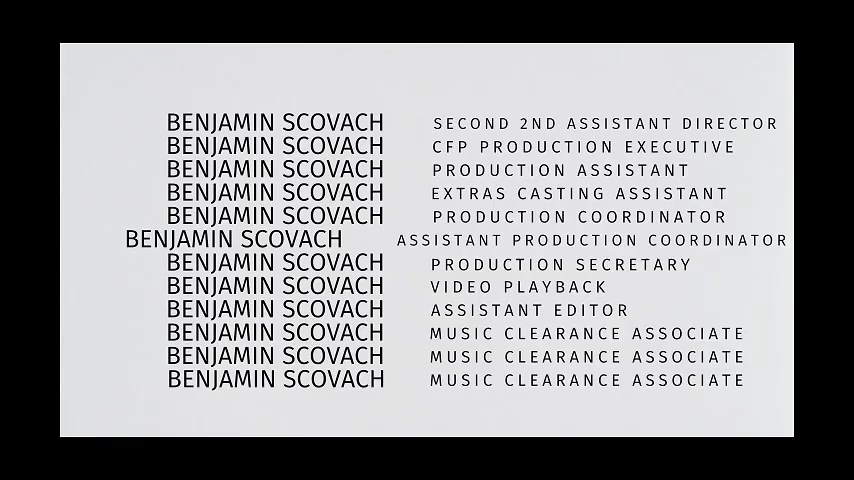 BENJAMIN SCOVACH SECOND 2ND ASSISTANT DIRECTOR
BENJAMIN SCOVACH CFP PRODUCTION EXECUTIVE
BENJAMIN SCOVACH PRODUCTION ASSISTANT
BENJAMIN SCOVACH EXTRAS CASTING ASSISTANT
BENJAMIN SCOVACH PRODUCTION COORDINATOR
BENJAMIN SCOVACH ASSISTANT PRODUCTION COORDINATOR
BENJAMIN SCOVACH PRODUCTION SECRETARY
BENJAMIN SCOVACH VIDEO PLAYBACK
BENJAMIN SCOVACH ASSISTANT EDITOR
BENJAMIN SCOVACH MUSIC CLEARANCE ASSOCIATE
BENJAMIN SCOVACH MUSIC CLEARANCE ASSOCIATE
BENJAMIN SCOVACH MUSIC CLEARANCE ASSOCIATE